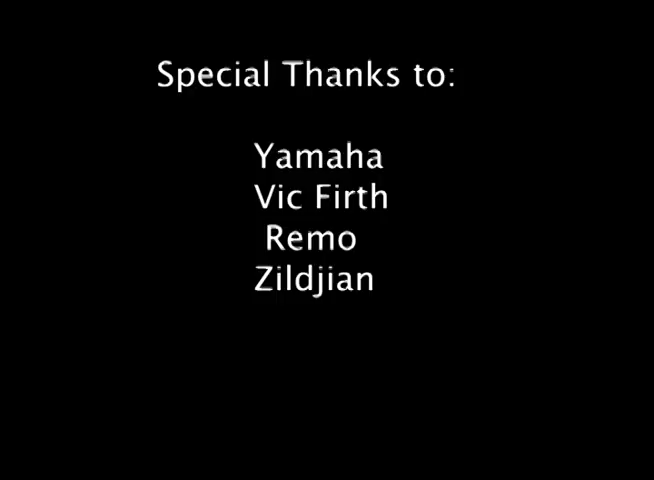 Special Thanks to:
Yamaha
Vic Firth
Remo
Zildjian